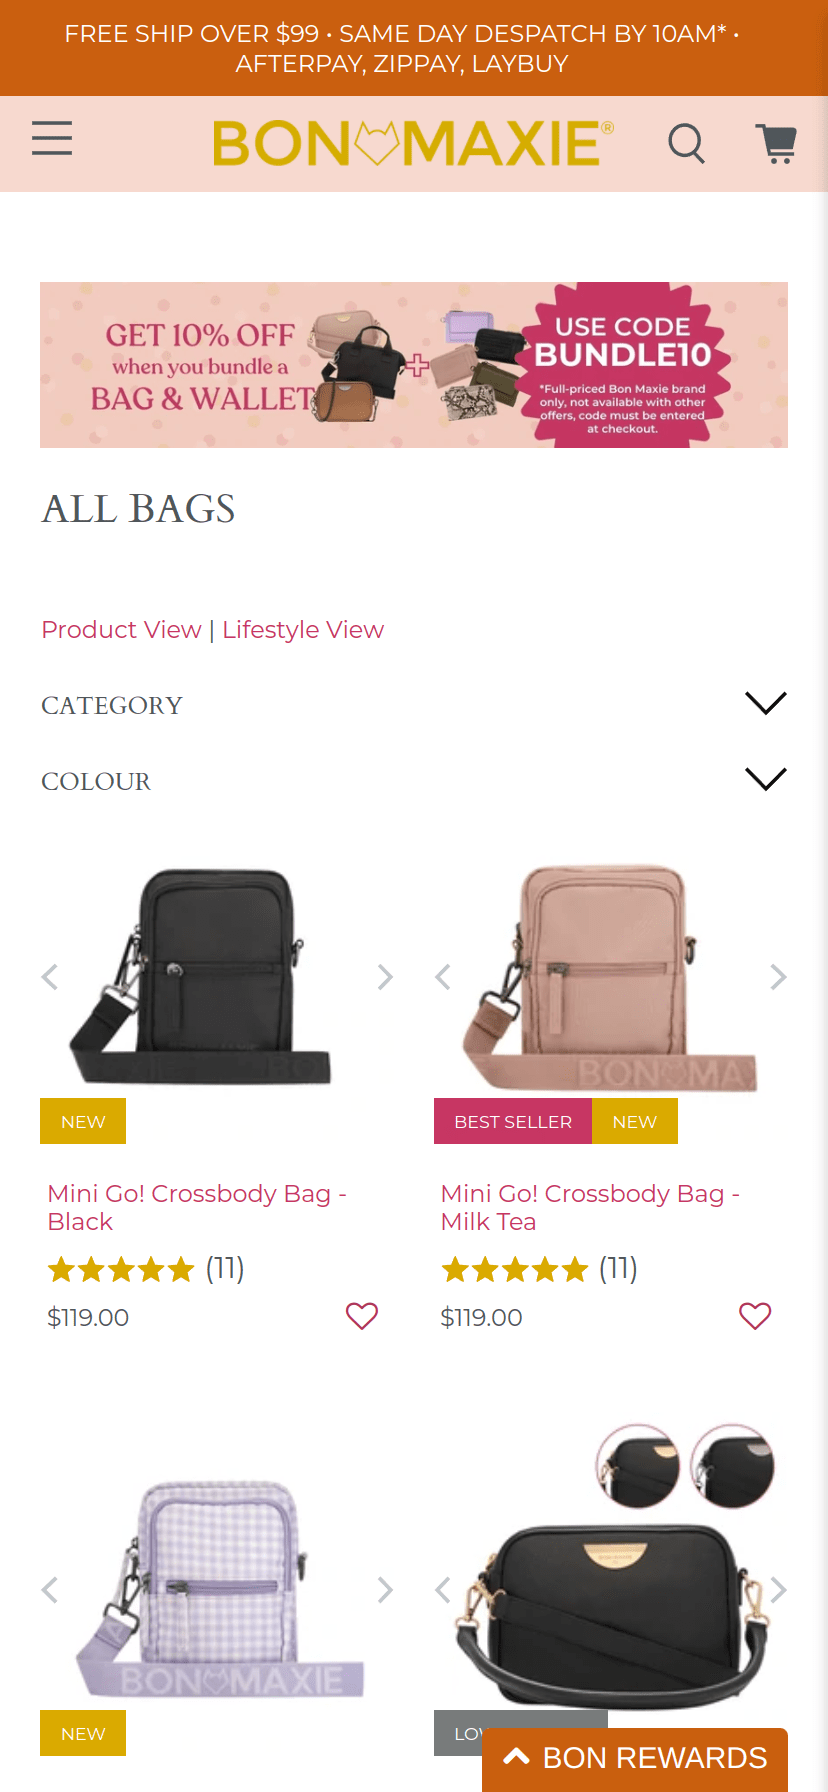 FREE SHIP OVER $99 • SAME DAY DESPATCH BY 10AM* •
AFTERPAY, ZIPPAY, LAYBUY
BON MAXIE®
GET 10% OFF
when you bundle a
BAG & WALLET
USE CODE
BUNDLE10
*Full-priced Bon Maxie brand
only, not available with other
offers, code must be entered
at checkout.
ALL BAGS
Product View | Lifestyle View
CATEGORY
COLOUR
BON MA
NEW
BEST SELLER
NEW
Mini Go! Crossbody Bag -
Black
(11)
$119.00
Mini Go! Crossbody Bag -
Milk Tea
(11)
$119.00
BON MAXIE
BON MAXIE
NEW
BON REWARDS